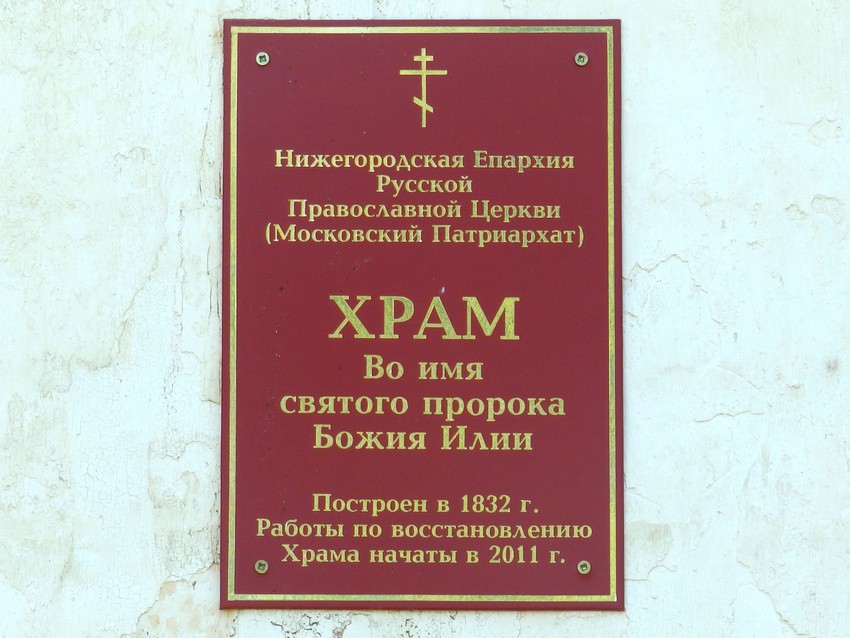 Нижегородская Епархия
Русской
Православной Церкви
(Московский Патриархат)
ХРАМ
Во имя
святого пророка
Божия Илии
Построен в 1832 г.
Работы по восстановлению
Храма начаты в 2011 г.